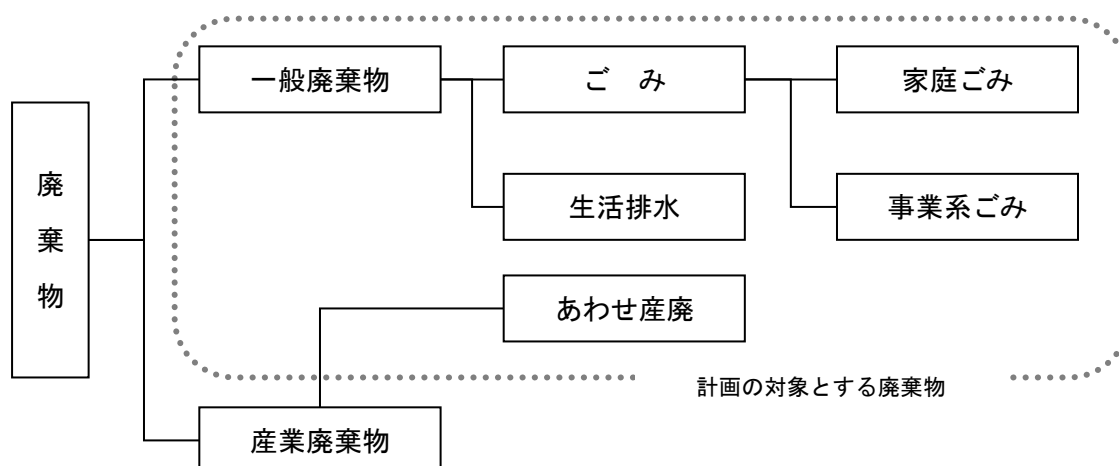 廃棄物
一般廃棄物
ご　み
家庭ごみ
生活排水
事業系ごみ
あわせ産廃
計画の対象とする廃棄物
産業廃棄物